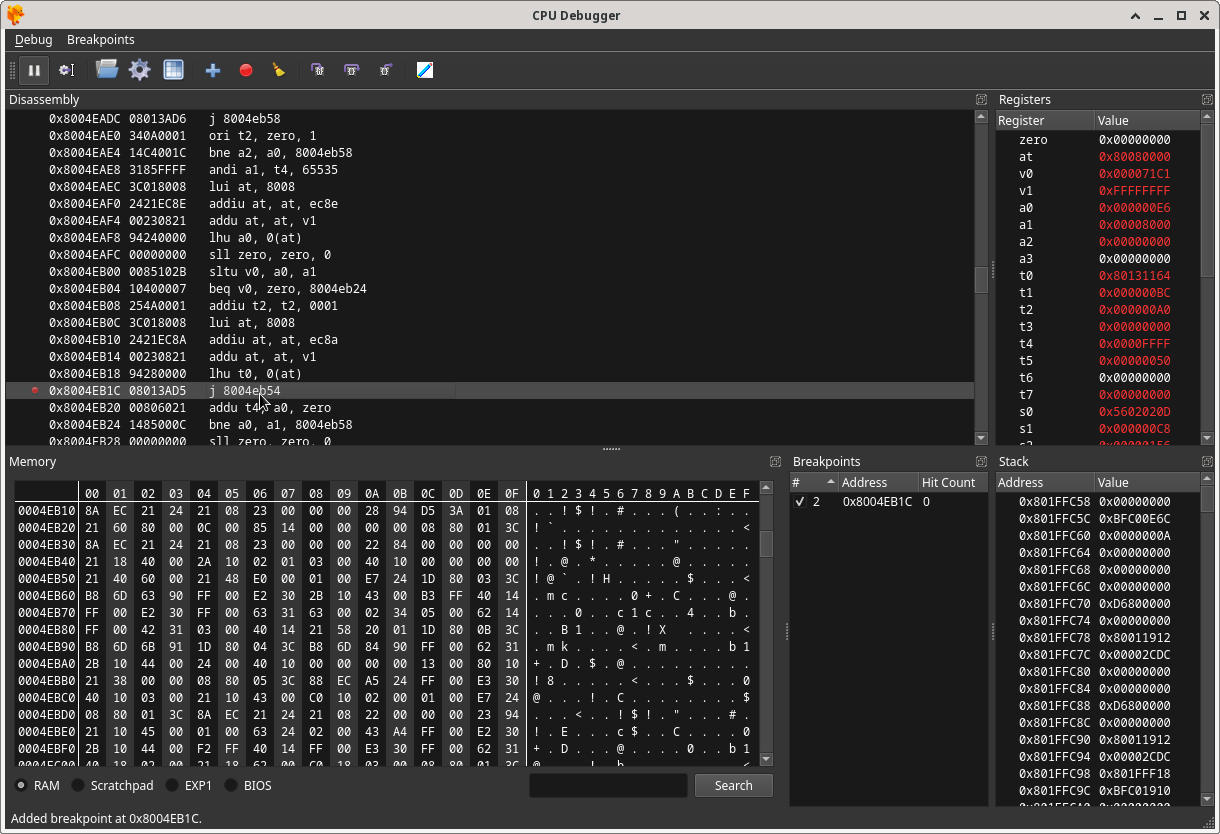 CPU Debugger
Debug Breakpoints
Disassembly
0x8004EADC 08013AD6 j 8004eb58
0x8004EAE0 340A0001 ori t2, zero, 1
0x8004EAE4 14C4001C bne a2, a0, 8004eb58
0x8004EAE8 3185FFFF andi a1, t4, 65535
0x8004EAEC 3C018008 lui at, 8008
0x8004EAF0 2421EC8E addiu at, at, ec8e
0x8004EAF4 00230821 addu at, at, v1
0x8004EAF8 94240000 lhu a0, 0(at)
0x8004EAFC 00000000 sll zero, zero, 0
0x8004EB00 0085102B sltu v0, a0, a1
0x8004EB04 10400007 beq v0, zero, 8004eb24
0x8004EB08 254A0001 addiu t2, t2, 0001
0x8004EB0C 3C018008 lui at, 8008
0x8004EB10 2421EC8A addiu at, at, ec8a
0x8004EB14 00230821 addu at, at, v1
0x8004EB18 94280000 lhu t0, 0(at)
0x8004EB1C 08013AD5 j 8004eb54
0x8004EB20 00806021 addu t4, a0, zero
0x8004EB24 1485000C bne a0, a1, 8004eb58
0x8004EB28 00000000 sll zero, zero, 0
Registers
Register Value
zero 0x00000000
at 0x80080000
v0 0x000071C1
v1 0xFFFFFFFF
a0 0x000000E6
a1 0x00008000
a2 0x00000000
a3 0x00000000
t0 0x80131164
t1 0x000000BC
t2 0x000000A0
t3 0x00000000
t4 0x0000FFFF
t5 0x00000050
t6 0x00000000
t7 0x00000000
s0 0x5602020D
s1 0x000000C8
s2 0x00000156
Memory
00 01 02 03 04 05 06 07 08 09 0A 0B 0C 0D 0E 0F 0 1 2 3 4 5 6 7 8 9 A B C D E F
0004EB10 8A EC 21 24 21 08 23 00 00 00 28 94 D5 3A 01 08 . . ! $ ! . # . . . ( . . : . .
0004EB20 21 60 80 00 0C 00 85 14 00 00 00 00 08 80 01 3C ! ` . . . . . . . . . . . . . <
0004EB30 8A EC 21 24 21 08 23 00 00 00 22 84 00 00 00 00 . . ! $ ! . # . . . " . . . . .
0004EB40 21 18 40 00 2A 10 02 01 03 00 40 10 00 00 00 00 ! . @ . * . . . . . @ . . . . .
0004EB50 21 40 60 00 21 48 E0 00 01 00 E7 24 1D 80 03 3C ! @ ` . ! H . . . . . $ . . . <
0004EB60 B8 6D 63 90 FF 00 E2 30 2B 10 43 00 B3 FF 40 14 . m c . . . . 0 + . C . . . @ .
0004EB70 FF 00 E2 30 FF 00 63 31 63 00 02 34 05 00 62 14 . . . 0 . . c 1 c . . 4 . . b .
0004EB80 FF 00 42 31 03 00 40 14 21 58 20 01 1D 80 0B 3C . . B 1 . . @ . ! X . . . . <
0004EB90 B8 6D 6B 91 1D 80 04 3C B8 6D 84 90 FF 00 62 31 . m k . . . . < . m . . . . b 1
0004EBA0 2B 10 44 00 24 00 40 10 00 00 00 00 13 00 80 10 + . D . $ . @ . . . . . . . . .
0004EBB0 21 38 00 00 08 80 05 3C 88 EC A5 24 FF 00 E3 30 ! 8 . . . . . < . . . $ . . . 0
0004EBC0 40 10 03 00 21 10 43 00 C0 10 02 00 01 00 E7 24 @ . . . ! . C . . . . . . . . $
0004EBD0 08 80 01 3C 8A EC 21 24 21 08 22 00 00 00 23 94 . . . < . . ! $ ! . " . . . # .
0004EBE0 21 10 45 00 01 00 63 24 02 00 43 A4 FF 00 E2 30 ! . E . . . c $ . . C . . . . 0
0004EBF0 2B 10 44 00 F2 FF 40 14 FF 00 E3 30 FF 00 62 31 + . D . . . @ . . . . 0 . . b 1
0004EC00 40 18 02 00 21 18 62 00 C0 18 03 00 08 80 01 3C @ . . . ! . b . . . . . . . . <
RAM Scratchpad EXP1 BIOS Search
Breakpoints
# Address Hit Count
2 0x8004EB1C 0
Stack
Address Value
0x801FFC58 0x00000000
0x801FFC5C 0xBFC00E6C
0x801FFC60 0x0000000A
0x801FFC64 0x00000000
0x801FFC68 0x00000000
0x801FFC6C 0x00000000
0x801FFC70 0xD6800000
0x801FFC74 0x00000000
0x801FFC78 0x80011912
0x801FFC7C 0x00002CDC
0x801FFC80 0x00000000
0x801FFC84 0x00000000
0x801FFC88 0xD6800000
0x801FFC8C 0x00000000
0x801FFC90 0x80011912
0x801FFC94 0x00002CDC
0x801FFC98 0x801FFF18
0x801FFC9C 0xBFC01910
Added breakpoint at 0x8004EB1C.